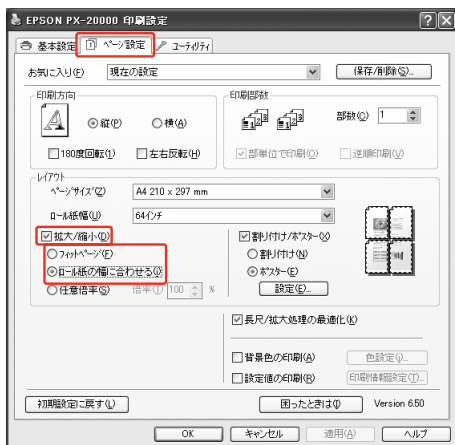 EPSON PX-20000 印刷設定
基本設定 ページ設定 ユーティリティ
お気に入り(F) 現在の設定 保存/削除(S)...
印刷方向
縦(P) 横(A)
180度回転(1) 左右反転(H)
印刷部数
部数(C) 1
部単位で印刷(O) 逆順印刷(V)
レイアウト
ページサイズ(Z) A4 210 x 297 mm
ロール紙幅(U) 64インチ
拡大/縮小(D)
フィットページ(F)
ロール紙の幅に合わせる(I)
任意倍率(S) 倍率(T) 100 %
割り付け/ポスター(X)
割り付け(N)
ポスター(E)
設定(E)...
長尺/拡大処理の最適化(K)
背景色の印刷(A) 色設定(Q)...
設定値の印刷(R) 印刷情報設定(T)...
初期設定に戻す(L) 困ったときは Version 6.50
OK キャンセル 適用(A) ヘルプ